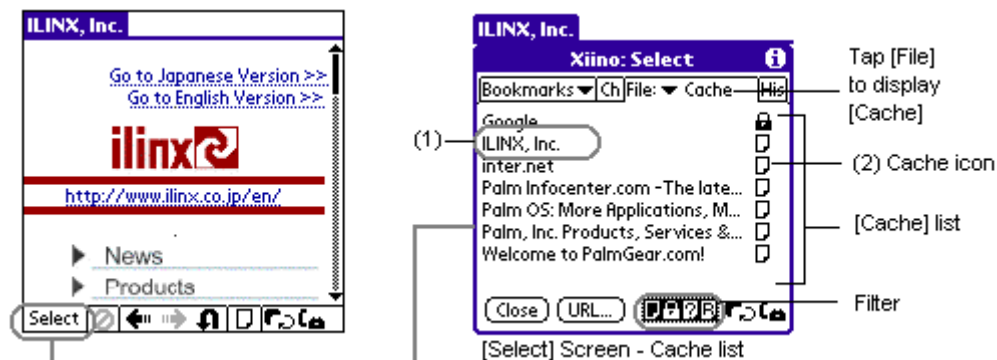 ILINX, Inc.
Go to Japanese Version >>
Go to English Version >>
ilinx
http://www.ilinx.co.jp/en/
News
Products
Select
ILINX, Inc.
Xiino: Select
Bookmarks Ch File: Cache His
Google
ILINX, Inc.
inter.net
Palm Infocenter.com -The late...
Palm OS: More Applications, M...
Palm, Inc. Products, Services &...
Welcome to PalmGear.com!
Close URL... ? R
[Select] Screen - Cache list
(1)
Tap [File]
to display
[Cache]
(2) Cache icon
[Cache] list
Filter